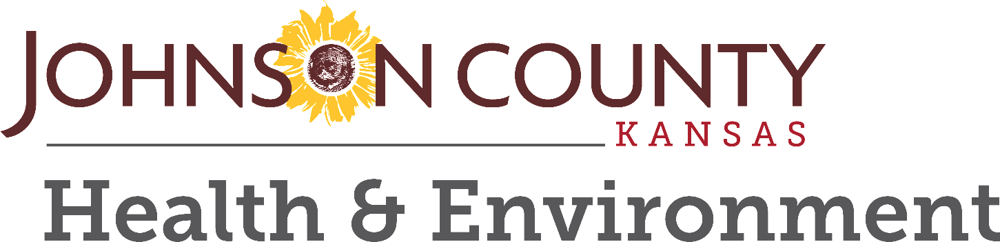 JOHNSON COUNTY
KANSAS
Health & Environment